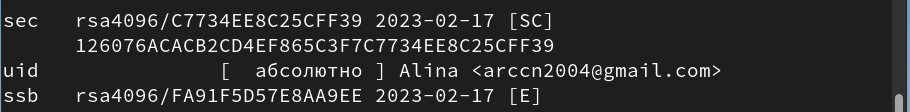 sec   rsa4096/C7734EE8C25CFF39 2023-02-17 [SC]
      126076ACACB2CD4EF865C3F7C7734EE8C25CFF39
uid                 [  абсолютно ] Alina <arccn2004@gmail.com>
ssb   rsa4096/FA91F5D57E8AA9EE 2023-02-17 [E]